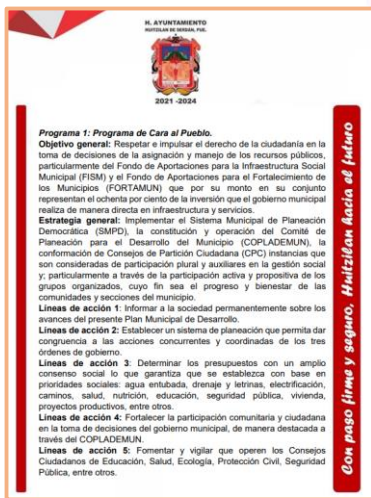 H. AYUNTAMIENTO
HUITZILAN DE SERDÁN, PUE.
2021 -2024
Programa 1: Programa de Cara al Pueblo.
Objetivo general: Respetar e impulsar el derecho de la ciudadanía en la
toma de decisiones de la asignación y manejo de los recursos públicos,
particularmente del Fondo de Aportaciones para la Infraestructura Social
Municipal (FISM) y el Fondo de Aportaciones para el Fortalecimiento de
los Municipios (FORTAMUN) que por su monto en su conjunto
representan el ochenta por ciento de la inversión que el gobierno municipal
realiza de manera directa en infraestructura y servicios.
Estrategia general: Implementar el Sistema Municipal de Planeación
Democrática (SMPD), la constitución y operación del Comité de
Planeación para el Desarrollo del Municipio (COPLADEMUN), la
conformación de Consejos de Partición Ciudadana (CPC) instancias que
son consideradas de participación plural y auxiliares en la gestión social
y; particularmente a través de la participación activa y propositiva de los
grupos organizados, cuyo fin sea el progreso y bienestar de las
comunidades y secciones del municipio.
Líneas de acción 1: Informar a la sociedad permanentemente sobre los
avances del presente Plan Municipal de Desarrollo.
Líneas de acción 2: Establecer un sistema de planeación que permita dar
congruencia a las acciones concurrentes y coordinadas de los tres
órdenes de gobierno.
Líneas de acción 3: Determinar los presupuestos con un amplio
consenso social lo que garantiza que se establezca con base en
prioridades sociales: agua entubada, drenaje y letrinas, electrificación,
caminos, salud, nutrición, educación, seguridad pública, vivienda,
proyectos productivos, entre otros.
Líneas de acción 4: Fortalecer la participación comunitaria y ciudadana
en la toma de decisiones del gobierno municipal, de manera destacada a
través del COPLADEMUN.
Líneas de acción 5: Fomentar y vigilar que operen los Consejos
Ciudadanos de Educación, Salud, Ecología, Protección Civil, Seguridad
Pública, entre otros.
Con paso firme y seguro, Huitzilan hacia el futuro